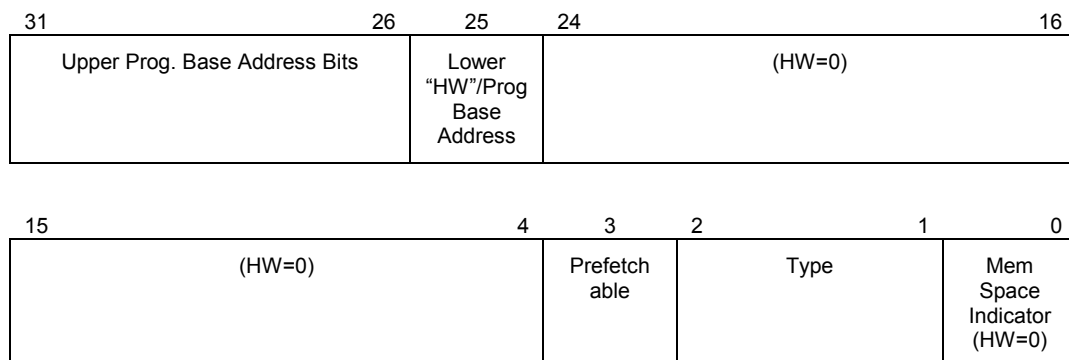 31 26 25 24 16
Upper Prog. Base Address Bits Lower (HW=0)
“HW”/Prog
Base
Address
15 4 3 2 1 0
(HW=0) Prefetch Type Mem
able Space
Indicator
(HW=0)